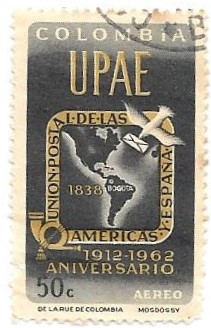 COLOMBIA
UPAE
UNION·POSTAL·DE·LAS
AMERICAS·Y·ESPAÑA·
1838
BOGOTA
1912-1962
ANIVERSARIO
50c
AEREO
DE LA RUE DE COLOMBIA MOSDOSSY